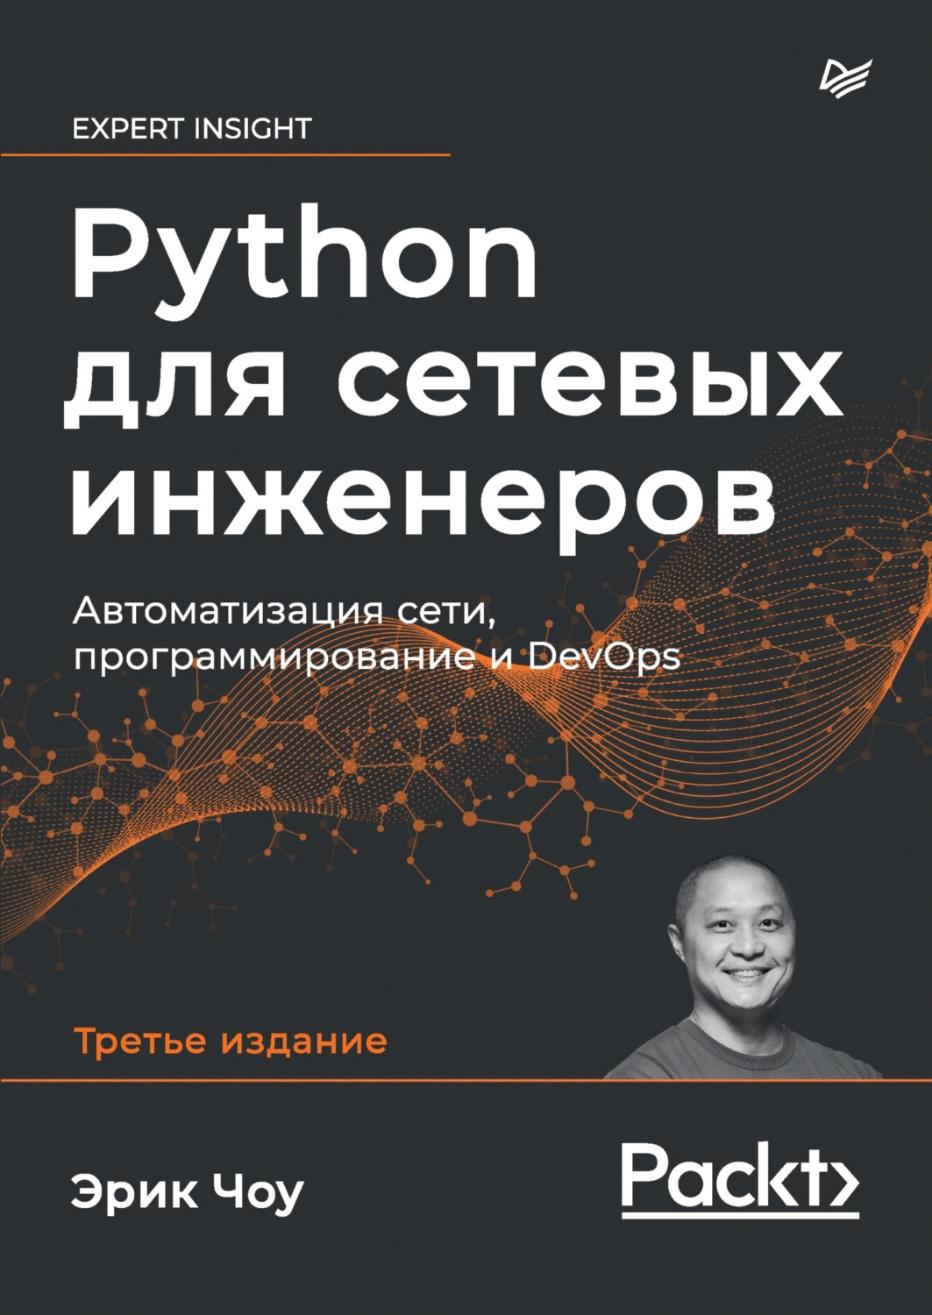 EXPERT INSIGHT
Python
для сетевых
инженеров
Автоматизация сети,
программирование и DevOps
Третье издание
Эрик Чоу
Packt>